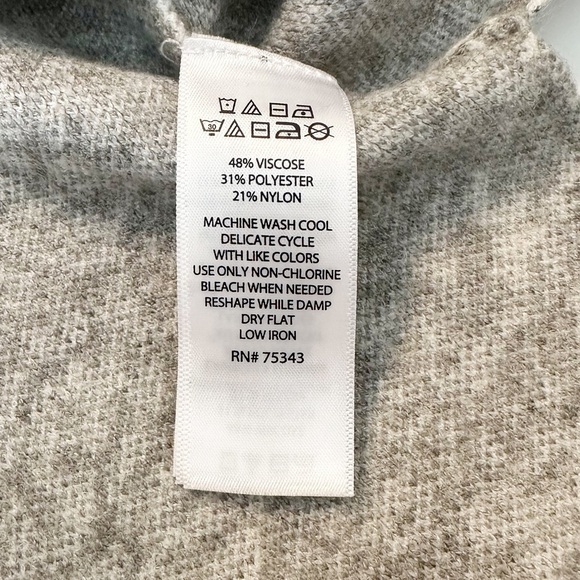 30
48% VISCOSE
31% POLYESTER
21% NYLON
MACHINE WASH COOL
DELICATE CYCLE
WITH LIKE COLORS
USE ONLY NON-CHLORINE
BLEACH WHEN NEEDED
RESHAPE WHILE DAMP
DRY FLAT
LOW IRON
RN# 75343